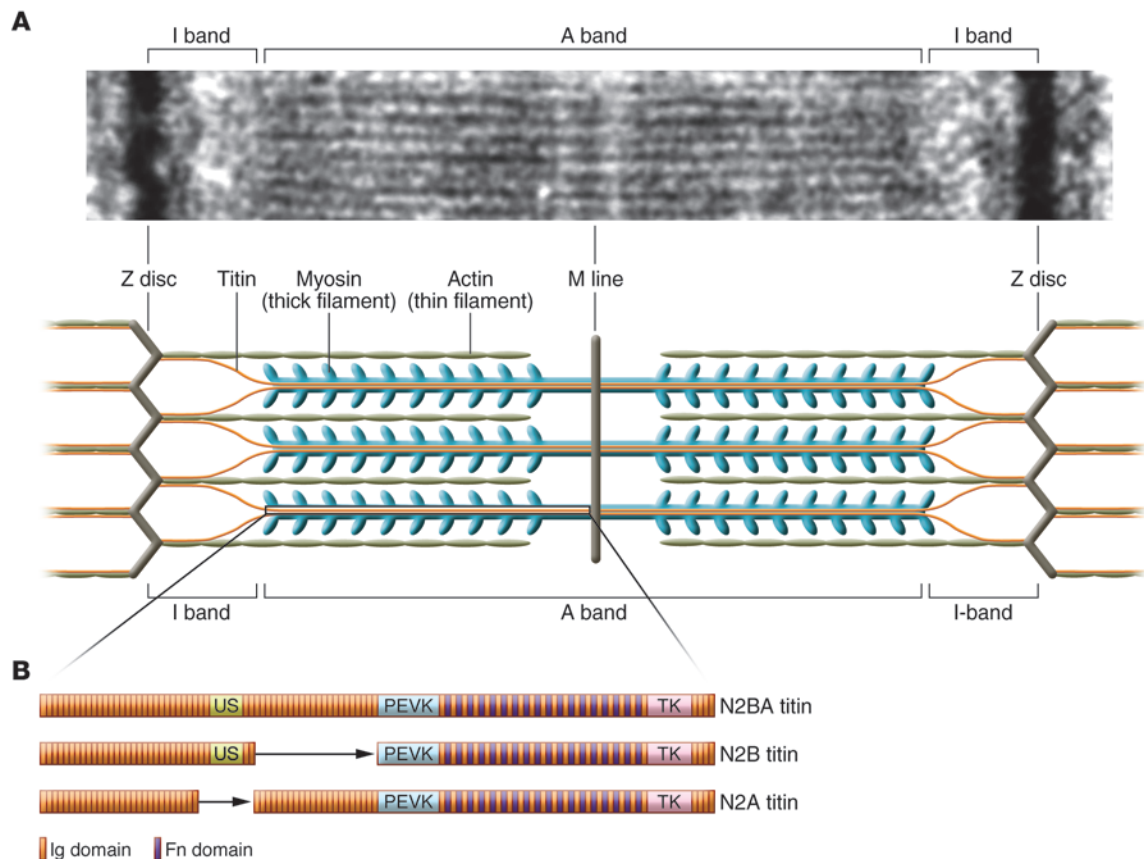 A
I band A band I band
Z disc Titin Myosin (thick filament) Actin (thin filament) M line Z disc
I band A band I-band
B
US PEVK TK N2BA titin
US PEVK TK N2B titin
PEVK TK N2A titin
Ig domain Fn domain